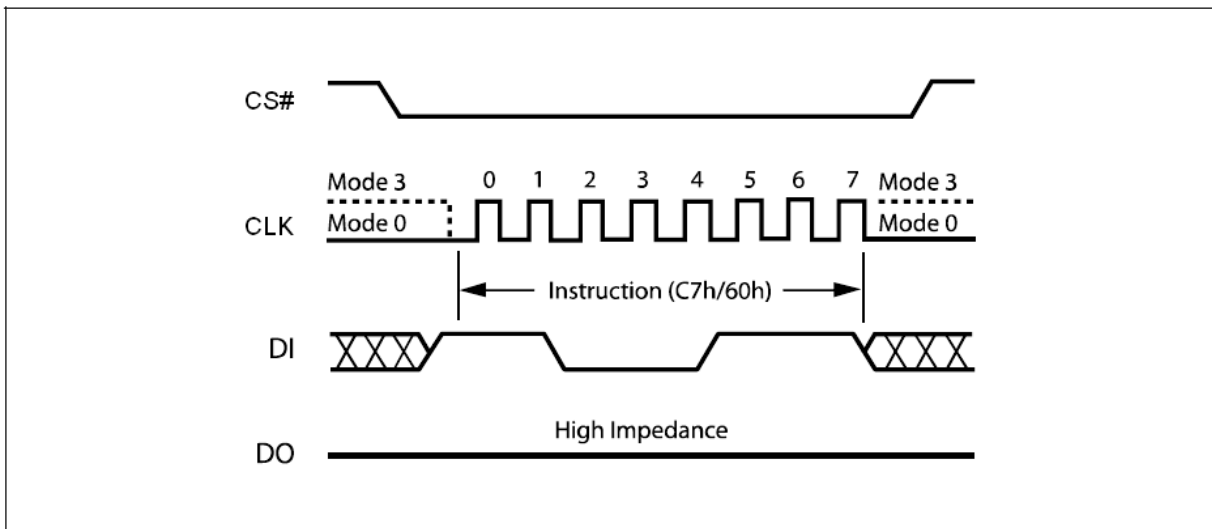 CS#
Mode 3 0 1 2 3 4 5 6 7 Mode 3
CLK Mode 0 Mode 0
Instruction (C7h/60h)
DI
High Impedance
DO